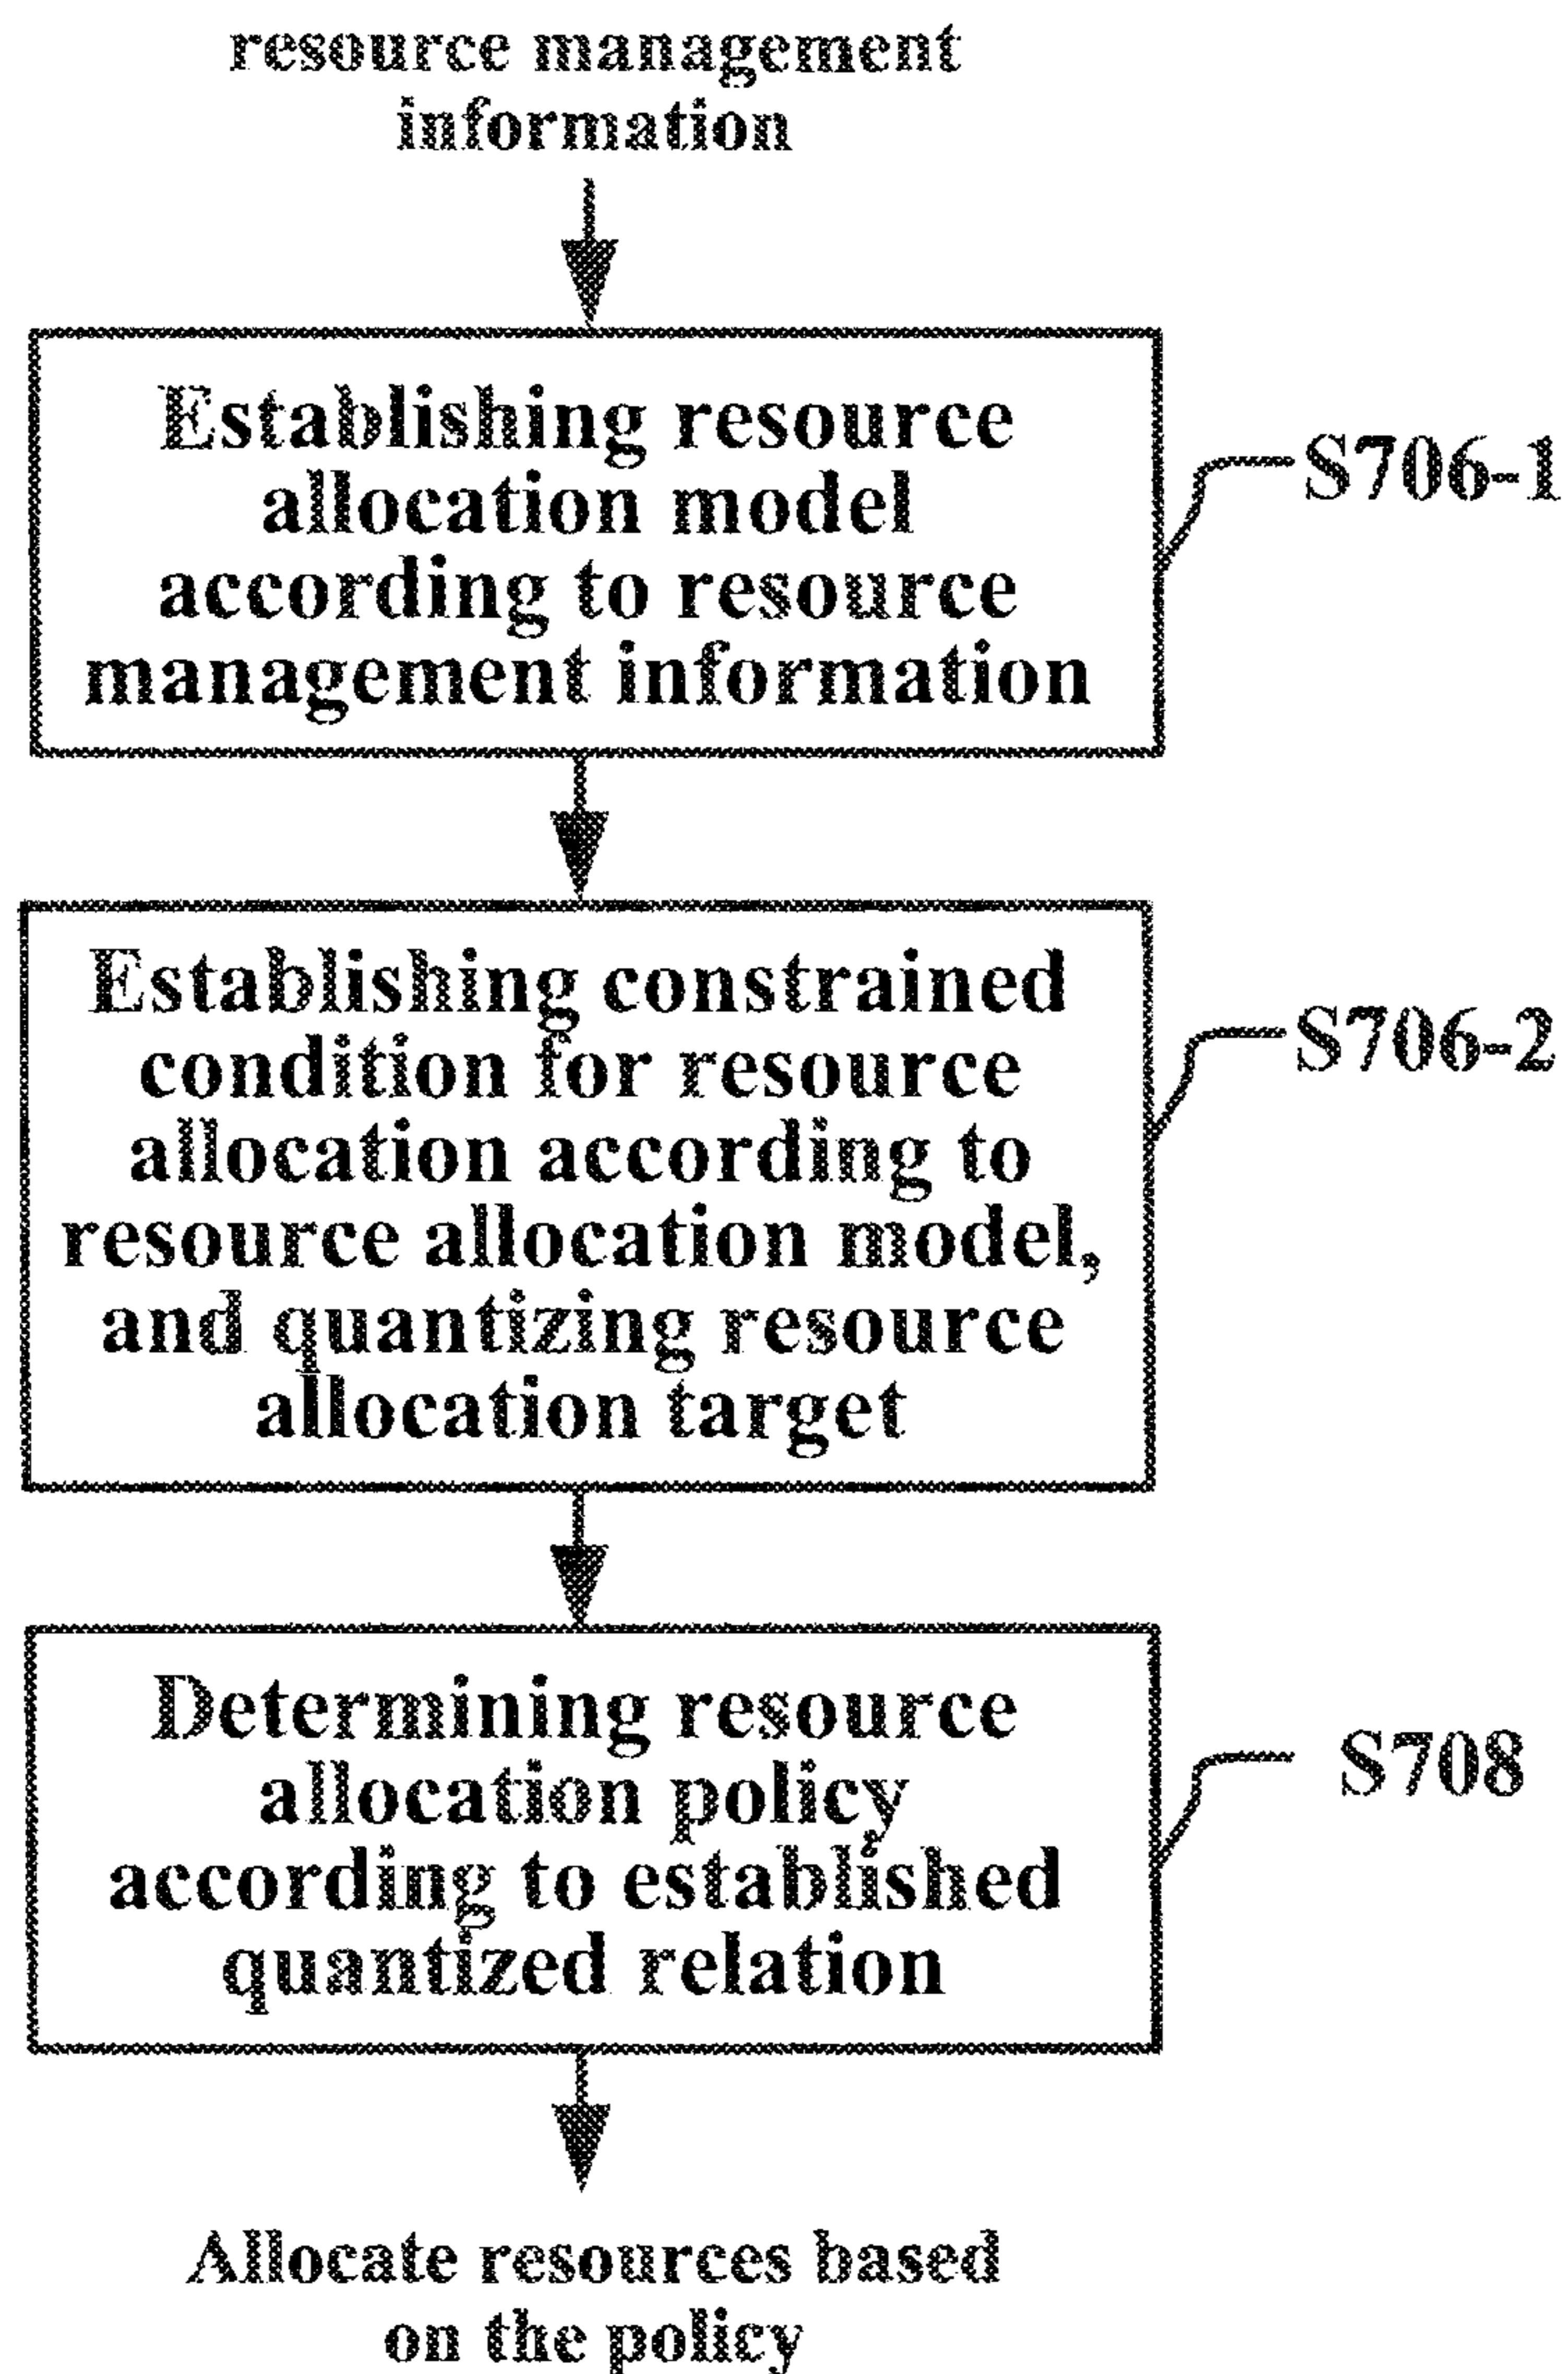 resource management
information
Establishing resource
allocation model
according to resource
management information
S706-1
Establishing constrained
condition for resource
allocation according to
resource allocation model,
and quantizing resource
allocation target
S706-2
Determining resource
allocation policy
according to established
quantized relation
S708
Allocate resources based
on the policy